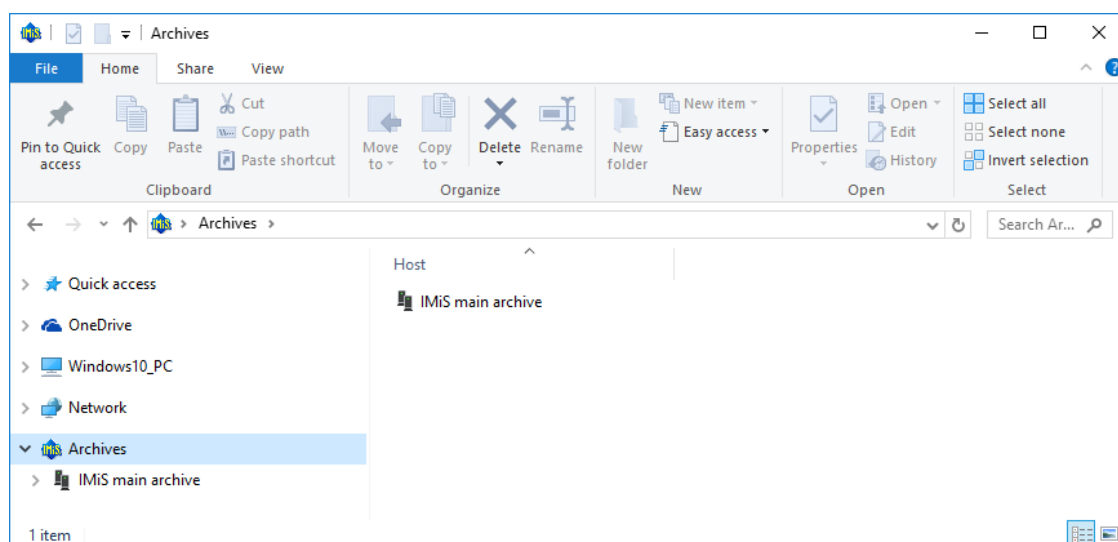 IMiS
Archives
File Home Share View
?
Pin to Quick access
Copy
Paste
Cut
Copy path
Paste shortcut
Clipboard
Move to
Copy to
Delete
Rename
Organize
New folder
New item
Easy access
New
Properties
Open
Edit
History
Open
Select all
Select none
Invert selection
Select
IMiS
Archives
Search Ar...
Quick access
OneDrive
Windows10_PC
Network
IMiS
Archives
IMiS main archive
Host
IMiS main archive
1 item